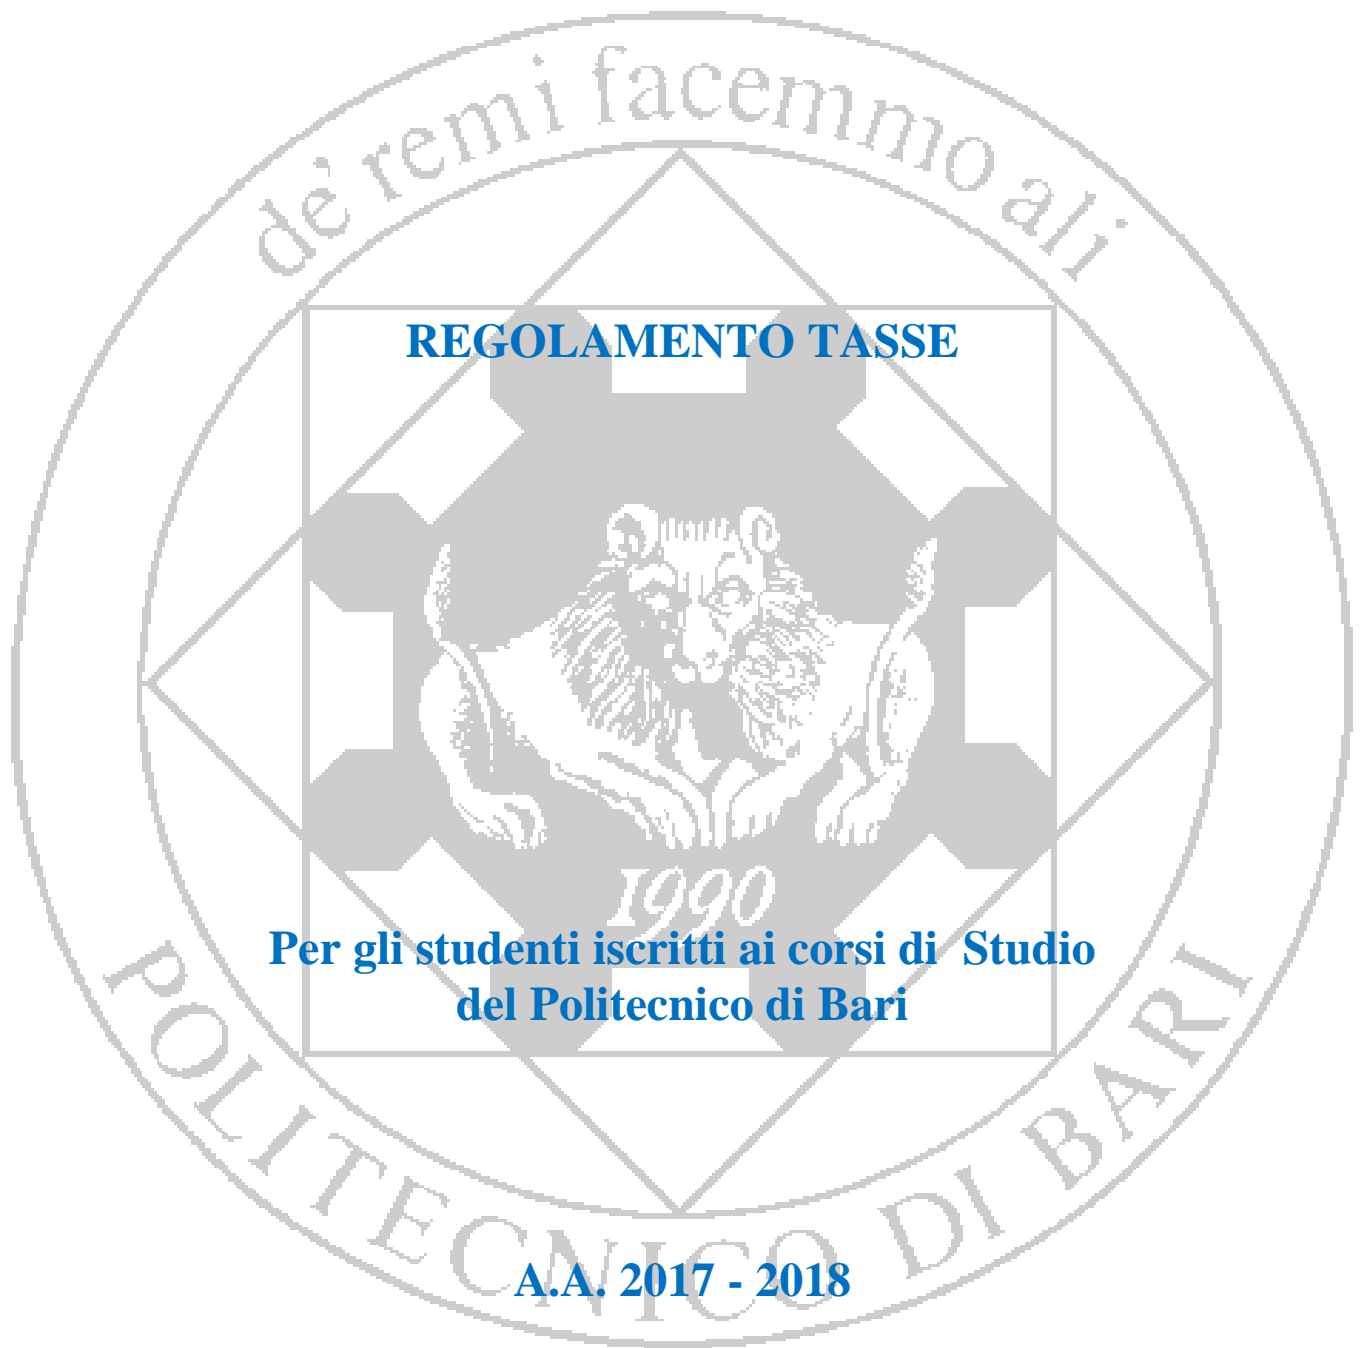 de' remi facemmo ali
REGOLAMENTO TASSE
1990
Per gli studenti iscritti ai corsi di  Studio
del Politecnico di Bari
A.A. 2017 - 2018
POLITECNICO DI BARI